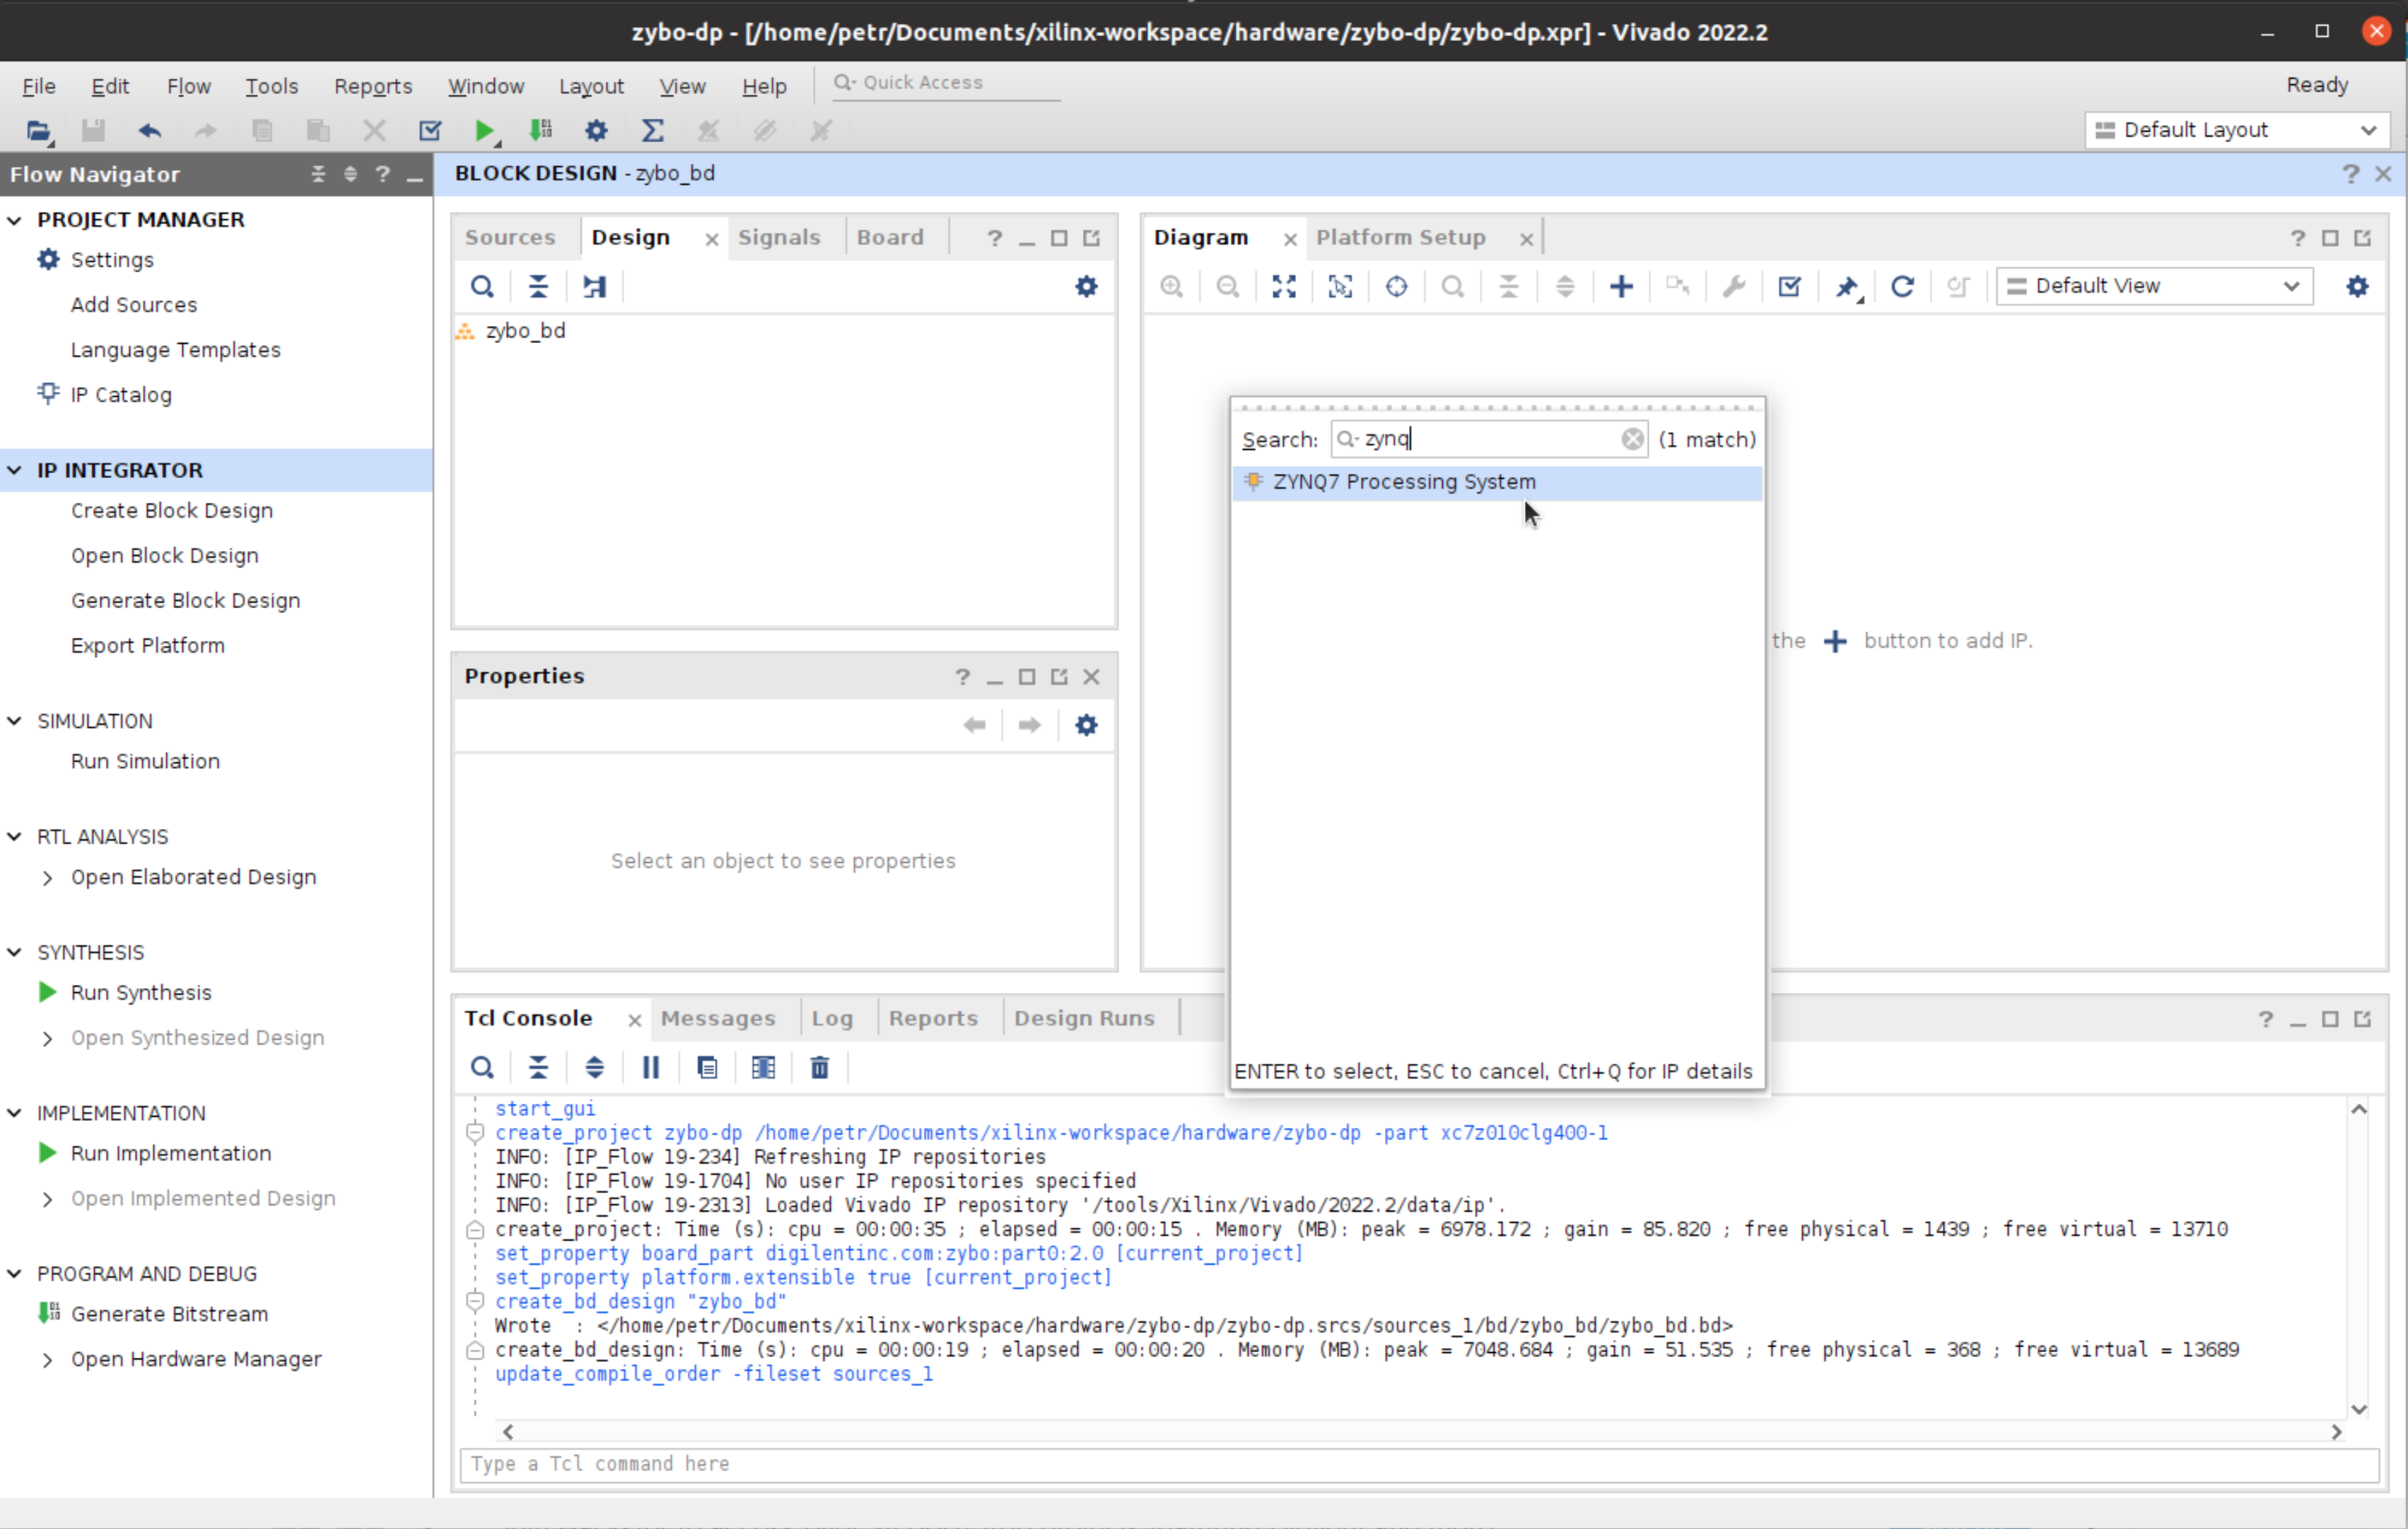 zybo-dp - [/home/petr/Documents/xilinx-workspace/hardware/zybo-dp/zybo-dp.xpr] - Vivado 2022.2
File Edit Flow Tools Reports Window Layout View Help Quick Access Ready
Default Layout
Flow Navigator
PROJECT MANAGER
Settings
Add Sources
Language Templates
IP Catalog
IP INTEGRATOR
Create Block Design
Open Block Design
Generate Block Design
Export Platform
SIMULATION
Run Simulation
RTL ANALYSIS
Open Elaborated Design
SYNTHESIS
Run Synthesis
Open Synthesized Design
IMPLEMENTATION
Run Implementation
Open Implemented Design
PROGRAM AND DEBUG
Generate Bitstream
Open Hardware Manager
BLOCK DESIGN - zybo_bd
Sources Design Signals Board
zybo_bd
Properties
Select an object to see properties
Diagram Platform Setup
Default View
the + button to add IP.
Search: zynq (1 match)
ZYNQ7 Processing System
ENTER to select, ESC to cancel, Ctrl+Q for IP details
Tcl Console Messages Log Reports Design Runs
start_gui
create_project zybo-dp /home/petr/Documents/xilinx-workspace/hardware/zybo-dp -part xc7z010clg400-1
INFO: [IP_Flow 19-234] Refreshing IP repositories
INFO: [IP_Flow 19-1704] No user IP repositories specified
INFO: [IP_Flow 19-2313] Loaded Vivado IP repository '/tools/Xilinx/Vivado/2022.2/data/ip'.
create_project: Time (s): cpu = 00:00:35 ; elapsed = 00:00:15 . Memory (MB): peak = 6978.172 ; gain = 85.820 ; free physical = 1439 ; free virtual = 13710
set_property board_part digilentinc.com:zybo:part0:2.0 [current_project]
set_property platform.extensible true [current_project]
create_bd_design "zybo_bd"
Wrote  : </home/petr/Documents/xilinx-workspace/hardware/zybo-dp/zybo-dp.srcs/sources_1/bd/zybo_bd/zybo_bd.bd>
create_bd_design: Time (s): cpu = 00:00:19 ; elapsed = 00:00:20 . Memory (MB): peak = 7048.684 ; gain = 51.535 ; free physical = 368 ; free virtual = 13689
update_compile_order -fileset sources_1
Type a Tcl command here